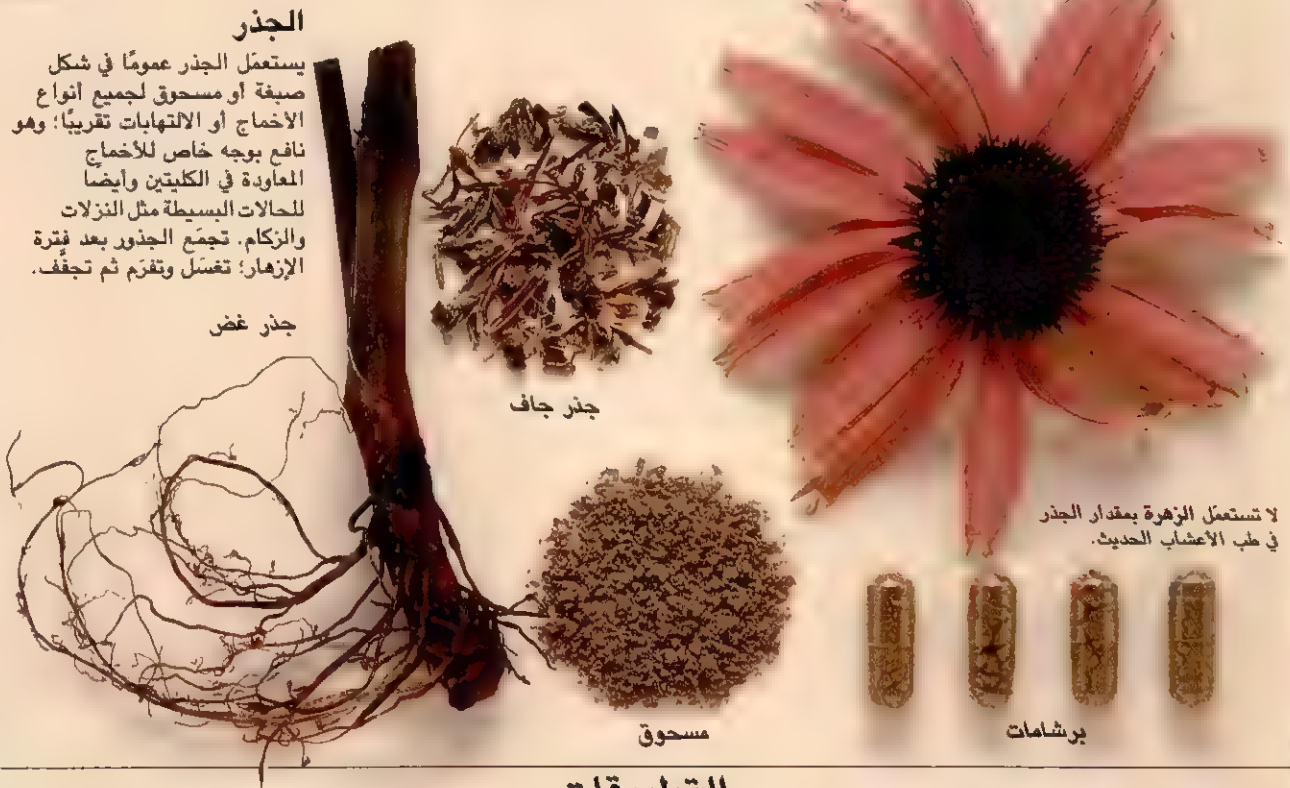 الجذر
يستعمَل الجذر عمومًا في شكل
صبغة أو مسحوق لجميع أنواع
الاخماج أو الالتهابات تقريبًا؛ وهو
نافع بوجه خاص للأخماج
المعاودة في الكليتين وأيضًا
للحالات البسيطة مثل النزلات
والزكام. تجمَع الجذور بعد فترة
الإزهار؛ تغسَل وتفرَم ثم تجفَّف.
جذر غض
جذر جاف
لا تستعمَل الزهرة بمقدار الجذر
في طب الأعشاب الحديث.
مسحوق
برشامات